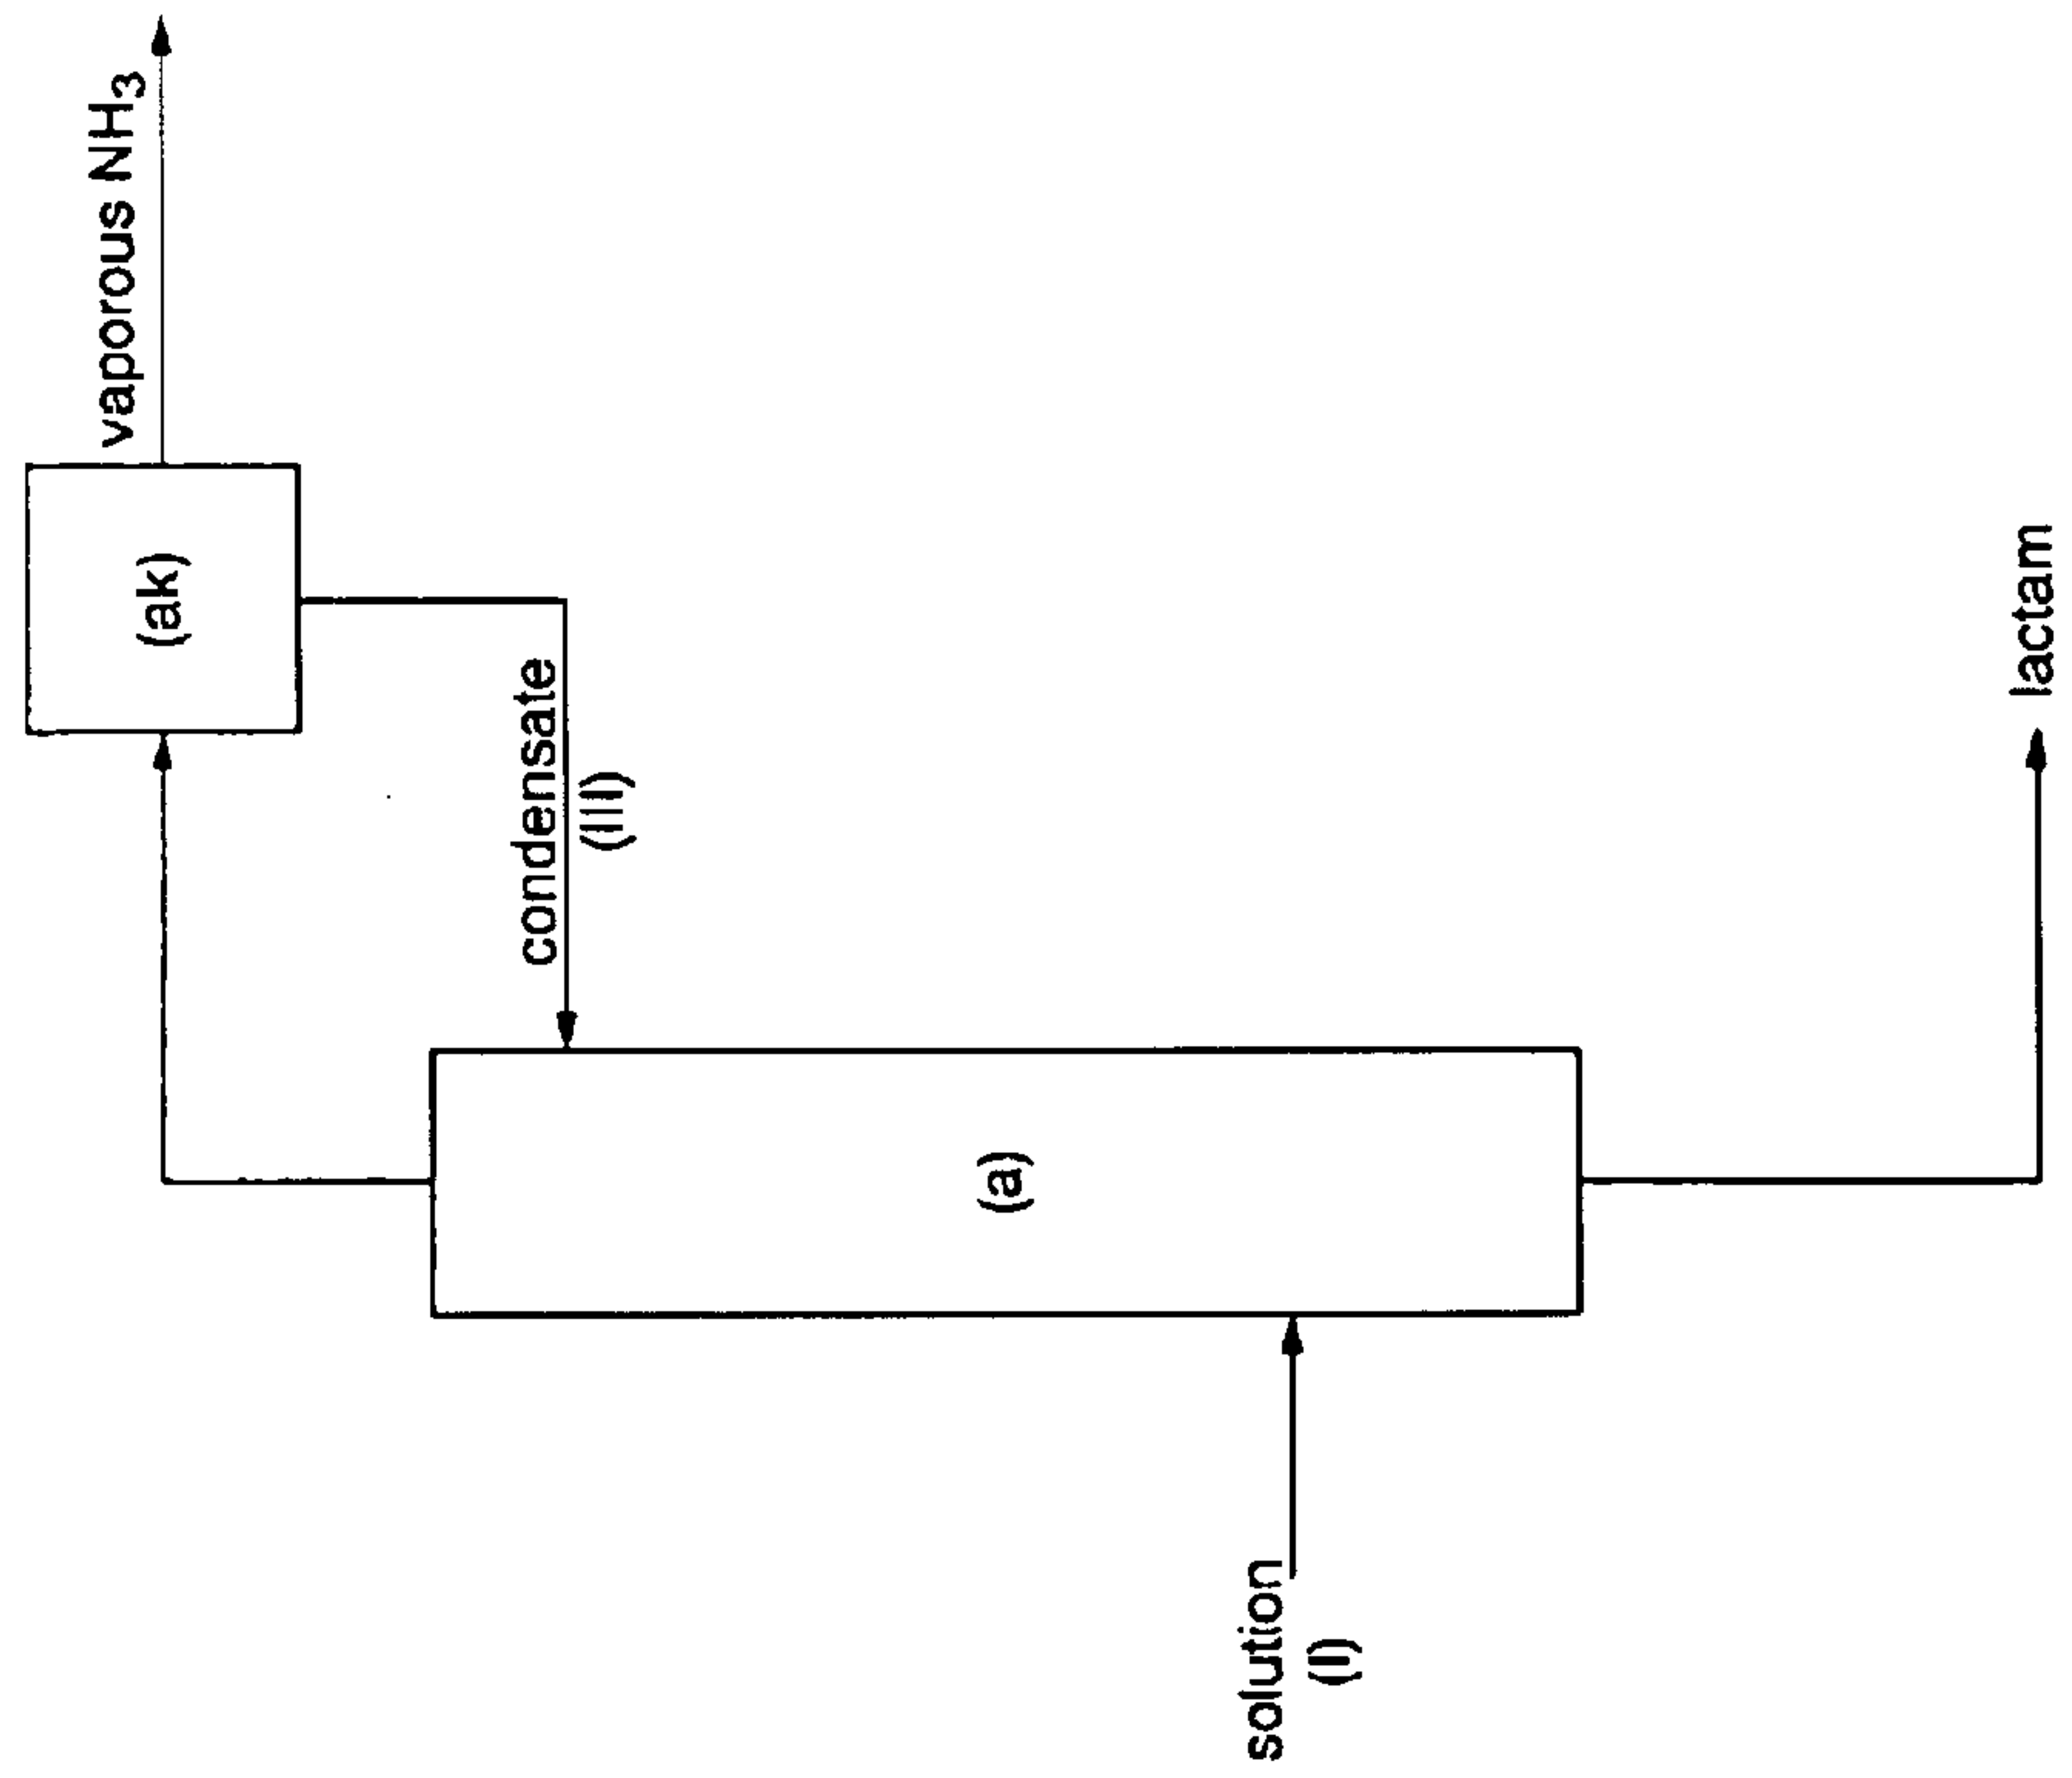 vaporous NH₃
(ak)
condensate
(III)
(a)
solution
(I)
lactam